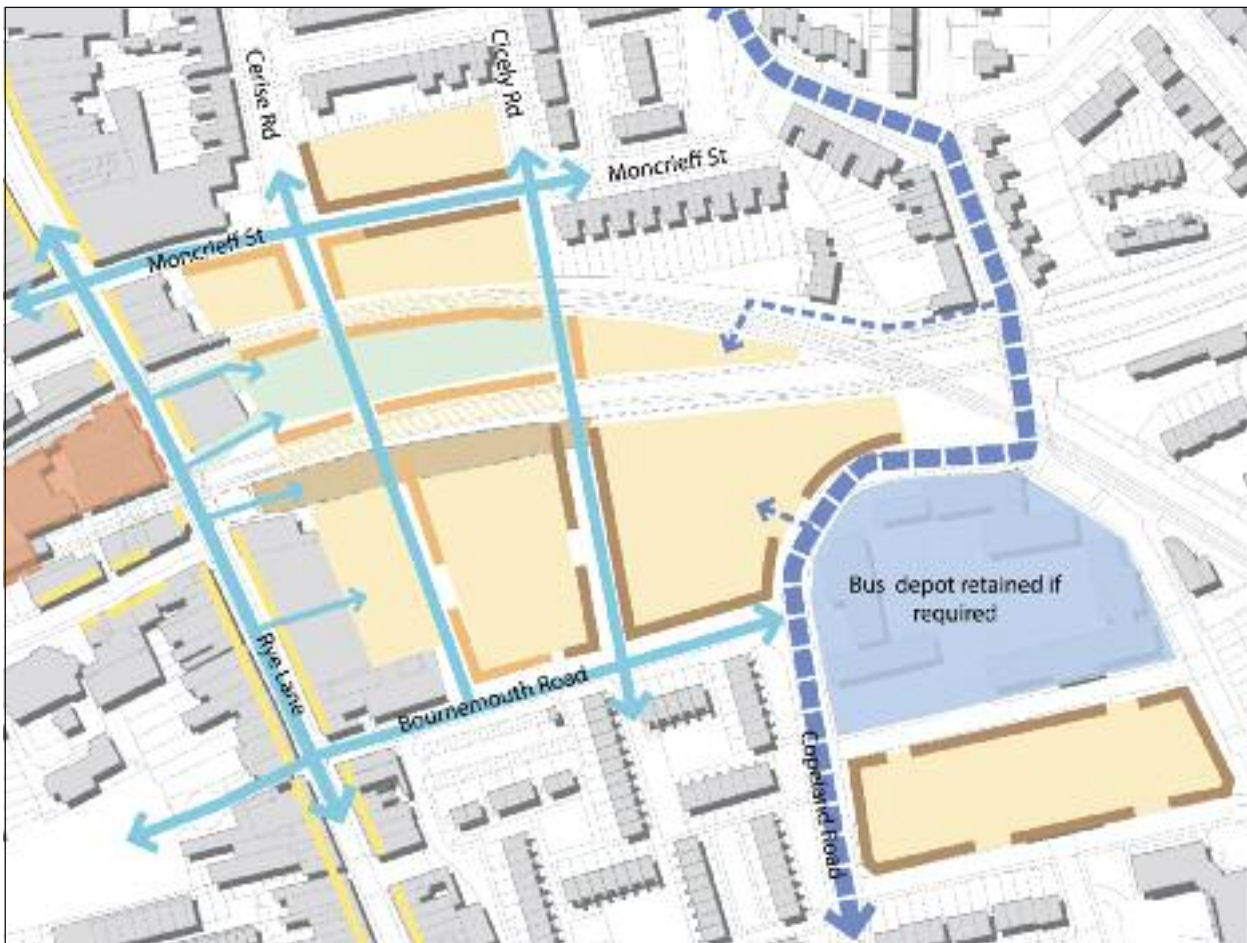 Cerise Rd
Cicely Rd
Moncrieff St
Moncrieff St
Bus depot retained if
required
Rye Lane
Bournemouth Road
Copeland Road